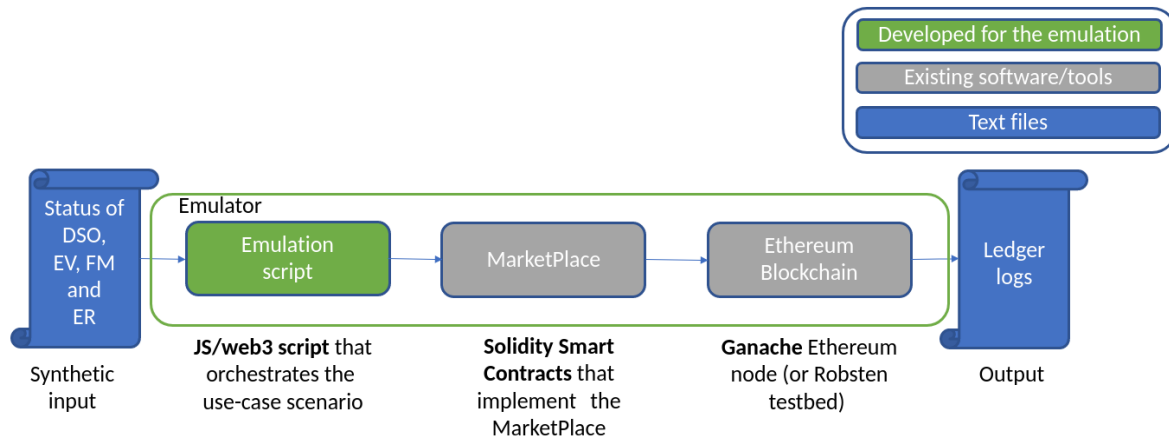 Developed for the emulation
Existing software/tools
Text files
Status of
DSO,
EV, FM
and
ER
Emulator
Emulation
script
MarketPlace
Ethereum
Blockchain
Ledger
logs
Synthetic
input
JS/web3 script that
orchestrates the
use-case scenario
Solidity Smart
Contracts that
implement the
MarketPlace
Ganache Ethereum
node (or Robsten
testbed)
Output